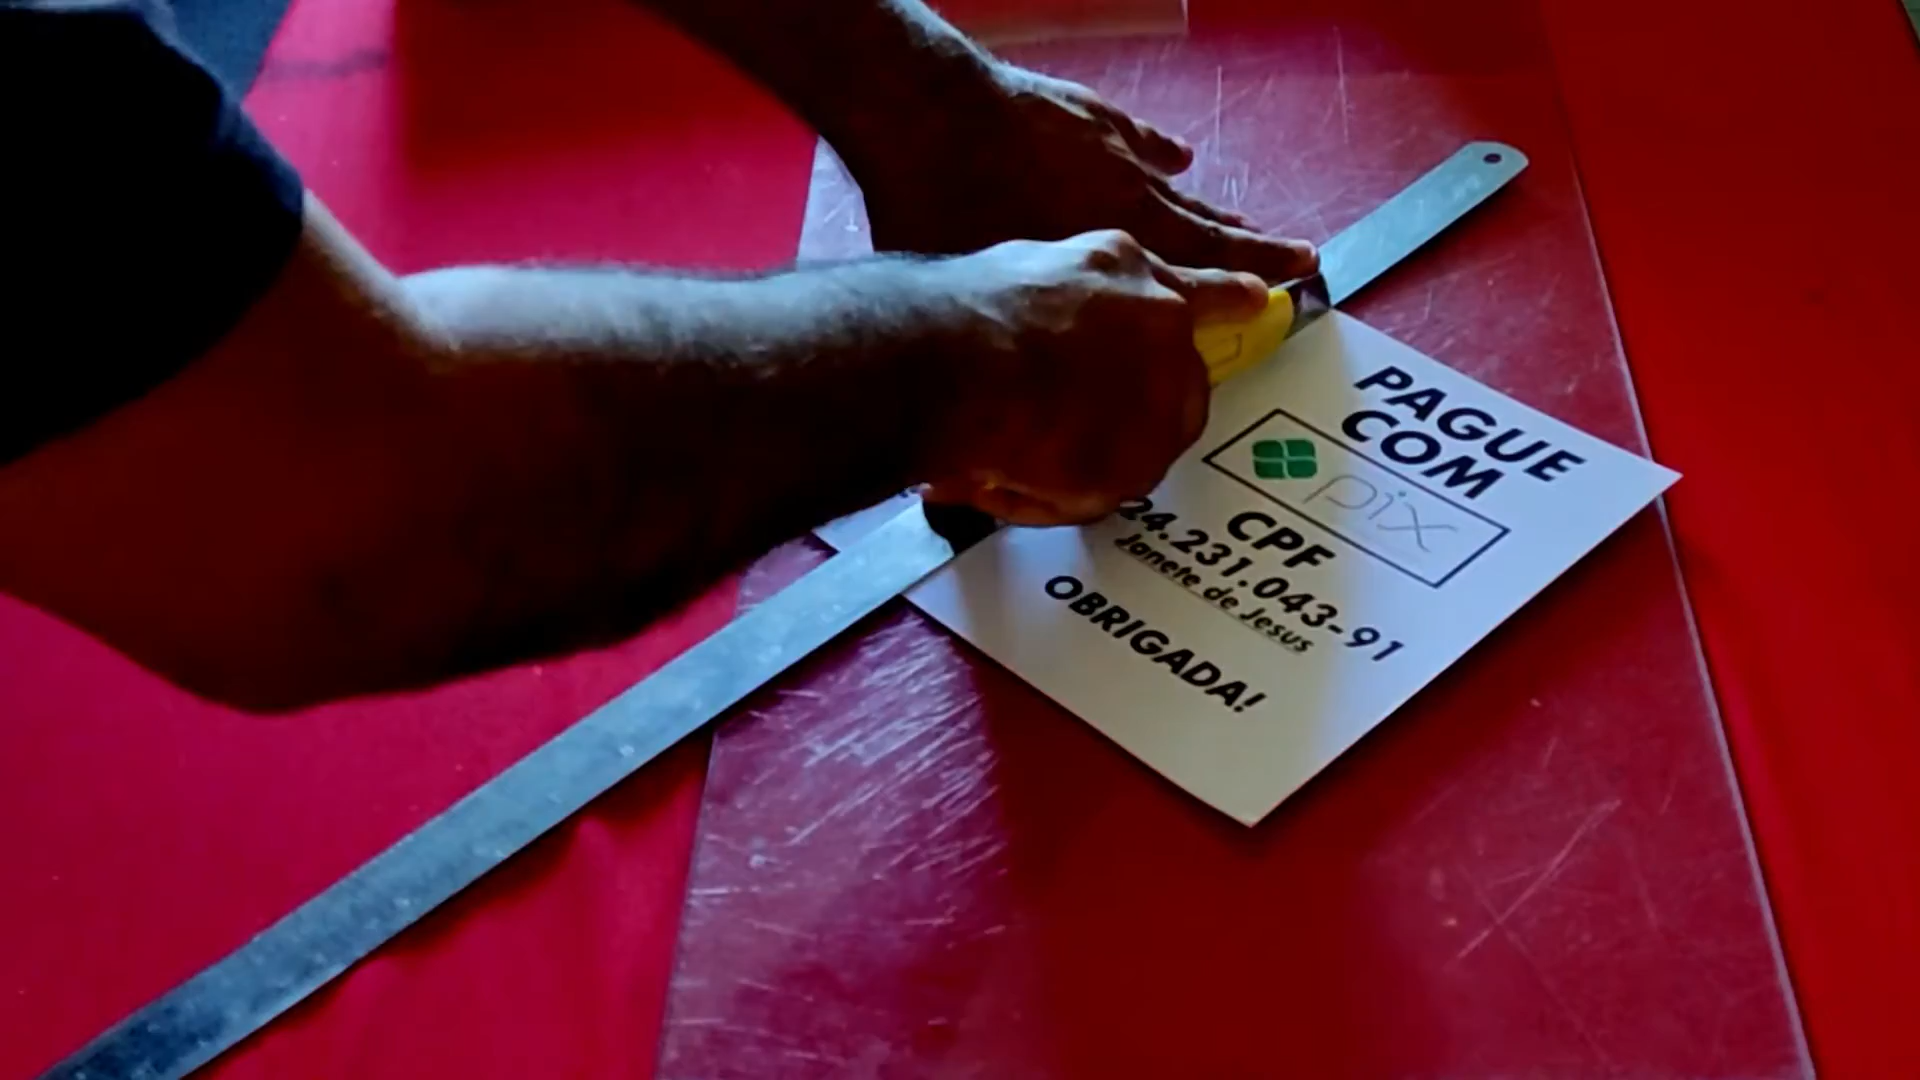 PAGUE
COM
pix
CPF
24.231.043-91
Janete de Jesus
OBRIGADA!